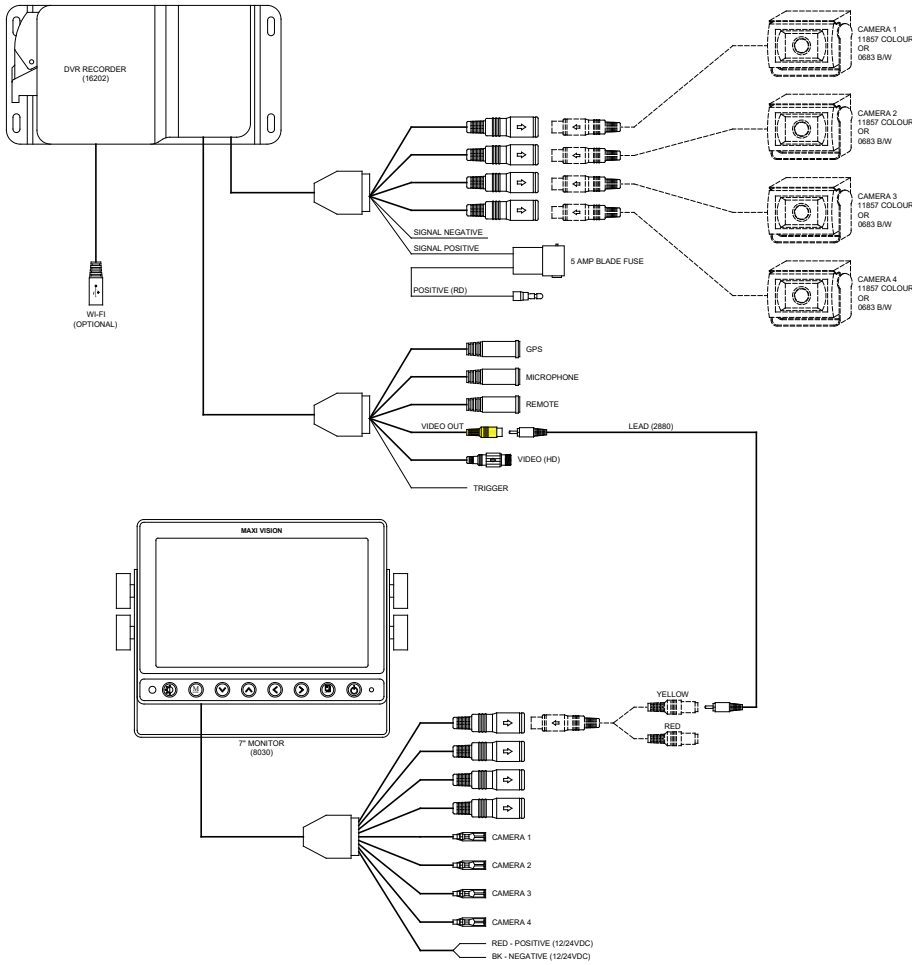 DVR RECORDER
(16202)
WI-FI
(OPTIONAL)
CAMERA 1
11857 COLOUR
OR
0683 B/W
CAMERA 2
11857 COLOUR
OR
0683 B/W
CAMERA 3
11857 COLOUR
OR
0683 B/W
CAMERA 4
11857 COLOUR
OR
0683 B/W
SIGNAL NEGATIVE
SIGNAL POSITIVE
5 AMP BLADE FUSE
POSITIVE (RD)
GPS
MICROPHONE
REMOTE
VIDEO OUT
LEAD (2880)
VIDEO (HD)
TRIGGER
MAXI VISION
M
7" MONITOR
(8030)
YELLOW
RED
CAMERA 1
CAMERA 2
CAMERA 3
CAMERA 4
RED - POSITIVE (12/24VDC)
BK - NEGATIVE (12/24VDC)